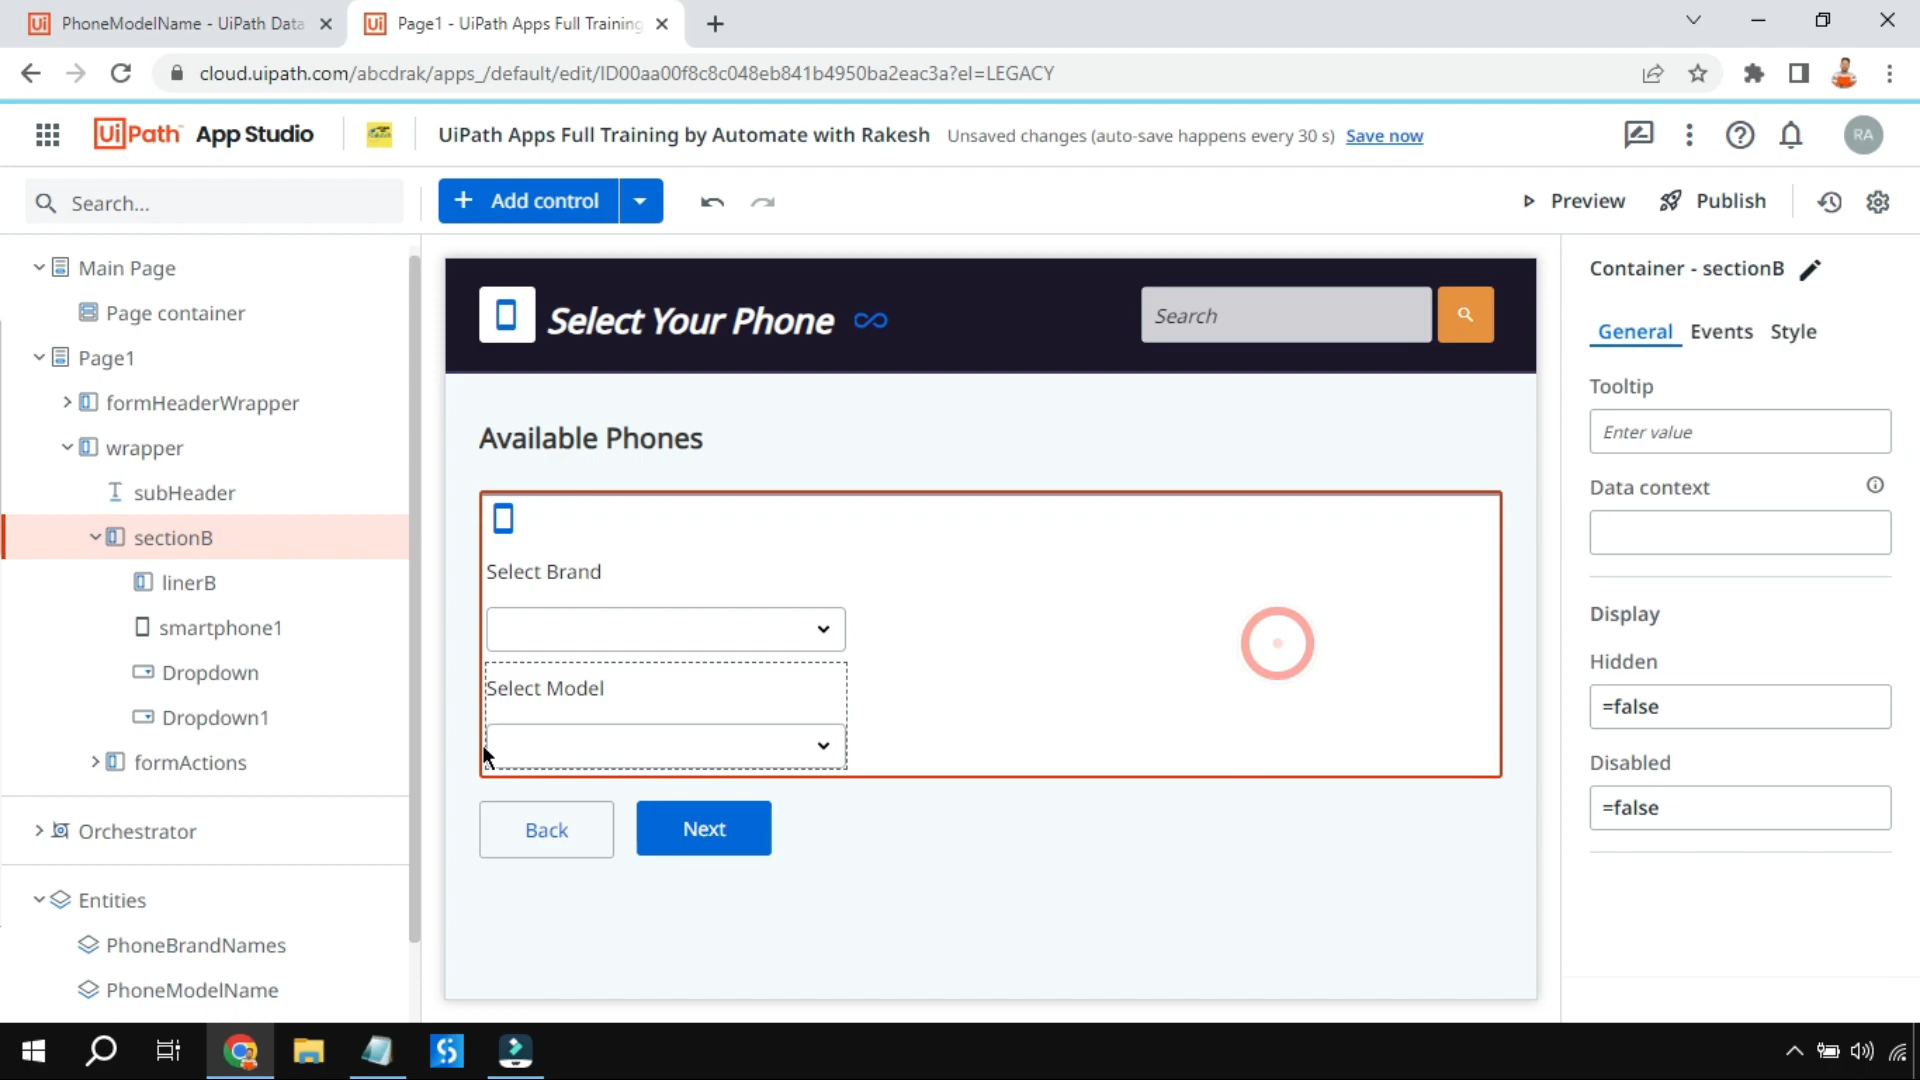 PhoneModelName - UiPath Data
Page1 - UiPath Apps Full Training
cloud.uipath.com/abcdrak/apps_/default/edit/ID00aa00f8c8c048eb841b4950ba2eac3a?el=LEGACY
UiPath App Studio
UiPath Apps Full Training by Automate with Rakesh
Unsaved changes (auto-save happens every 30 s) Save now
RA
Search...
Add control
Preview
Publish
Main Page
Page container
Page1
formHeaderWrapper
wrapper
subHeader
sectionB
linerB
smartphone1
Dropdown
Dropdown1
formActions
Orchestrator
Entities
PhoneBrandNames
PhoneModelName
Select Your Phone
Search
Available Phones
Select Brand
Select Model
Back
Next
Container - sectionB
General Events Style
Tooltip
Enter value
Data context
Display
Hidden
=false
Disabled
=false